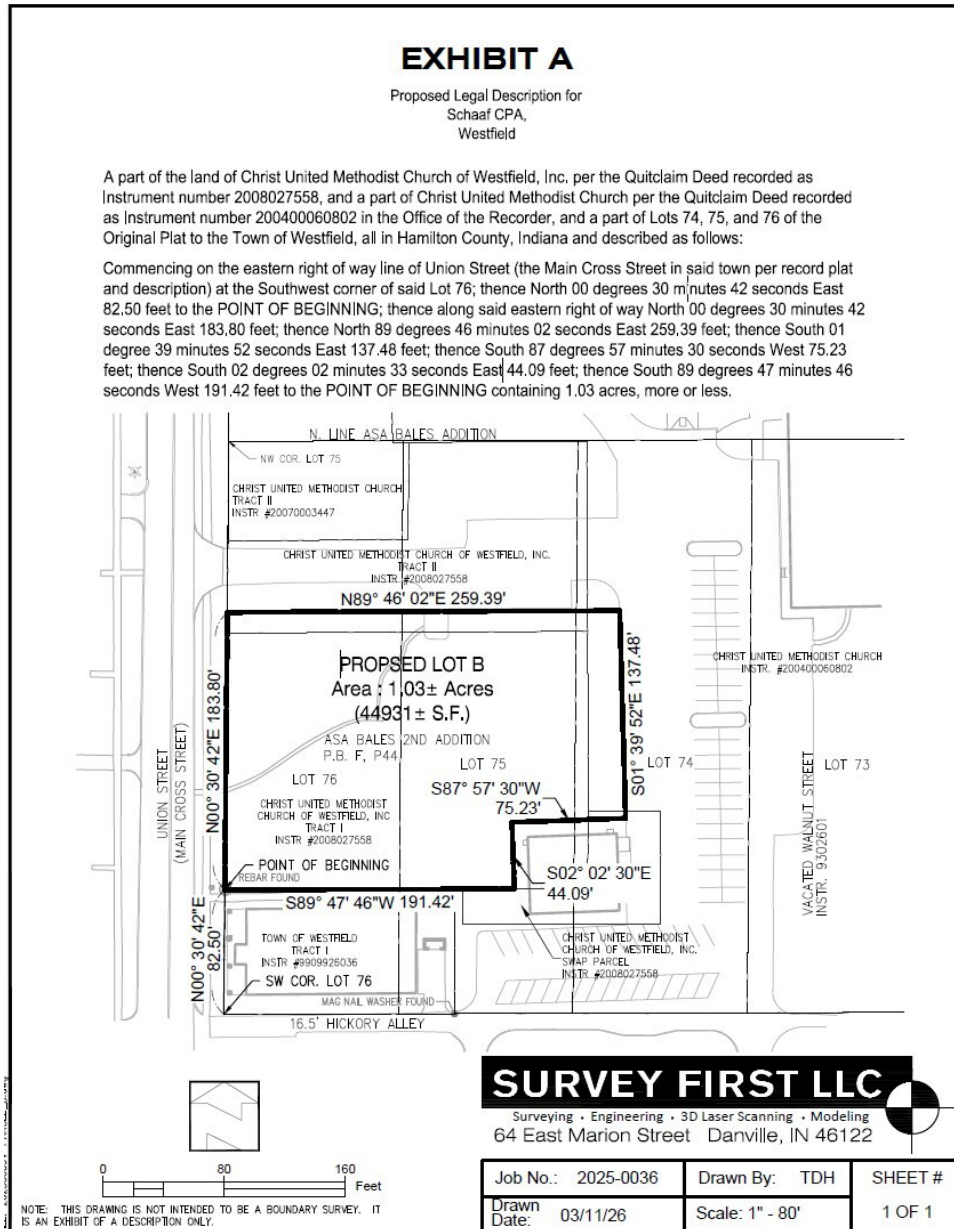 EXHIBIT A
Proposed Legal Description for
Schaaf CPA,
Westfield
A part of the land of Christ United Methodist Church of Westfield, Inc. per the Quitclaim Deed recorded as
Instrument number 2008027558, and a part of Christ United Methodist Church per the Quitclaim Deed recorded
as Instrument number 200400060802 in the Office of the Recorder, and a part of Lots 74, 75, and 76 of the
Original Plat to the Town of Westfield, all in Hamilton County, Indiana and described as follows:
Commencing on the eastern right of way line of Union Street (the Main Cross Street in said town per record plat
and description) at the Southwest corner of said Lot 76; thence North 00 degrees 30 minutes 42 seconds East
82.50 feet to the POINT OF BEGINNING; thence along said eastern right of way North 00 degrees 30 minutes 42
seconds East 183.80 feet; thence North 89 degrees 46 minutes 02 seconds East 259.39 feet; thence South 01
degree 39 minutes 52 seconds East 137.48 feet; thence South 87 degrees 57 minutes 30 seconds West 75.23
feet; thence South 02 degrees 02 minutes 33 seconds East 44.09 feet; thence South 89 degrees 47 minutes 46
seconds West 191.42 feet to the POINT OF BEGINNING containing 1.03 acres, more or less.
N. LINE ASA BALES ADDITION
NW COR. LOT 75
CHRIST UNITED METHODIST CHURCH
TRACT II
INSTR #20070003447
CHRIST UNITED METHODIST CHURCH OF WESTFIELD, INC.
TRACT II
INSTR #2008027558
N89° 46' 02"E 259.39'
N00° 30' 42"E 183.80'
S01° 39' 52"E 137.48'
CHRIST UNITED METHODIST CHURCH
INSTR. #200400060802
PROPSED LOT B
Area : 1.03± Acres
(44931± S.F.)
ASA BALES 2ND ADDITION
P.B. F, P44
LOT 75
LOT 74
LOT 73
LOT 76
S87° 57' 30"W
75.23'
UNION STREET
(MAIN CROSS STREET)
CHRIST UNITED METHODIST
CHURCH OF WESTFIELD, INC
TRACT I
INSTR #2008027558
VACATED WALNUT STREET
INSTR. 9302601
POINT OF BEGINNING
REBAR FOUND
S02° 02' 30"E
44.09'
S89° 47' 46"W 191.42'
N00° 30' 42"E
82.50'
TOWN OF WESTFIELD
TRACT I
INSTR #9909926036
CHRIST UNITED METHODIST
CHURCH OF WESTFIELD, INC.
SWAP PARCEL
INSTR #2008027558
SW COR. LOT 76
MAG NAIL WASHER FOUND
16.5' HICKORY ALLEY
SURVEY FIRST LLC
Surveying • Engineering • 3D Laser Scanning • Modeling
64 East Marion Street Danville, IN 46122
0 80 160
Feet
NOTE: THIS DRAWING IS NOT INTENDED TO BE A BOUNDARY SURVEY. IT
IS AN EXHIBIT OF A DESCRIPTION ONLY.
Job No.: 2025-0036
Drawn By: TDH
SHEET #
Drawn
Date: 03/11/26
Scale: 1" - 80'
1 OF 1